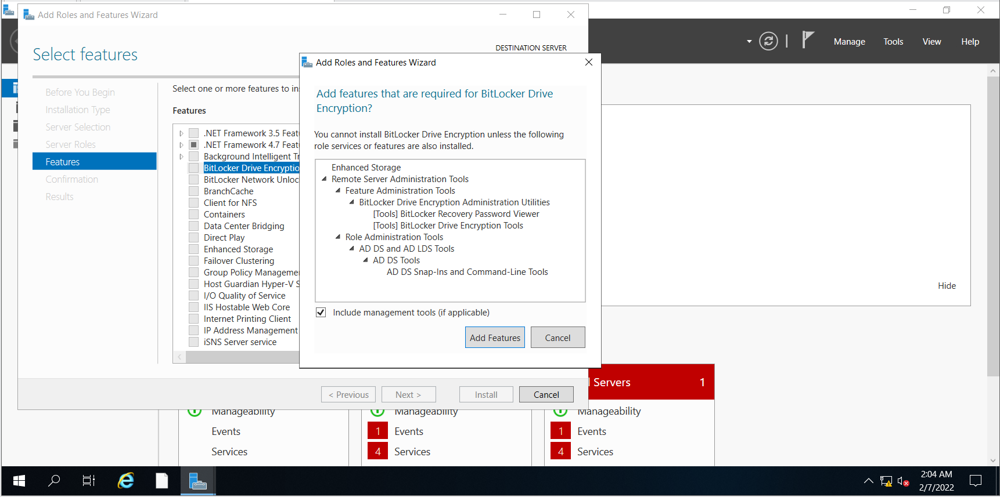 Add Roles and Features Wizard
Manage Tools View Help
Select features
DESTINATION SERVER
Before You Begin
Installation Type
Server Selection
Server Roles
Features
Confirmation
Results
Select one or more features to in
Features
.NET Framework 3.5 Featu
.NET Framework 4.7 Featu
Background Intelligent Tr
BitLocker Drive Encryptio
BitLocker Network Unloc
BranchCache
Client for NFS
Containers
Data Center Bridging
Direct Play
Enhanced Storage
Failover Clustering
Group Policy Managemen
Host Guardian Hyper-V S
I/O Quality of Service
IIS Hostable Web Core
Internet Printing Client
IP Address Management
iSNS Server service
< Previous
Next >
Install
Cancel
Add Roles and Features Wizard
Add features that are required for BitLocker Drive
Encryption?
You cannot install BitLocker Drive Encryption unless the following
role services or features are also installed.
Enhanced Storage
Remote Server Administration Tools
Feature Administration Tools
BitLocker Drive Encryption Administration Utilities
[Tools] BitLocker Recovery Password Viewer
[Tools] BitLocker Drive Encryption Tools
Role Administration Tools
AD DS and AD LDS Tools
AD DS Tools
AD DS Snap-Ins and Command-Line Tools
Include management tools (if applicable)
Add Features
Cancel
Hide
Servers 1
Manageability
Events
Services
Manageability
1 Events
4 Services
Manageability
1 Events
4 Services
2:04 AM
2/7/2022